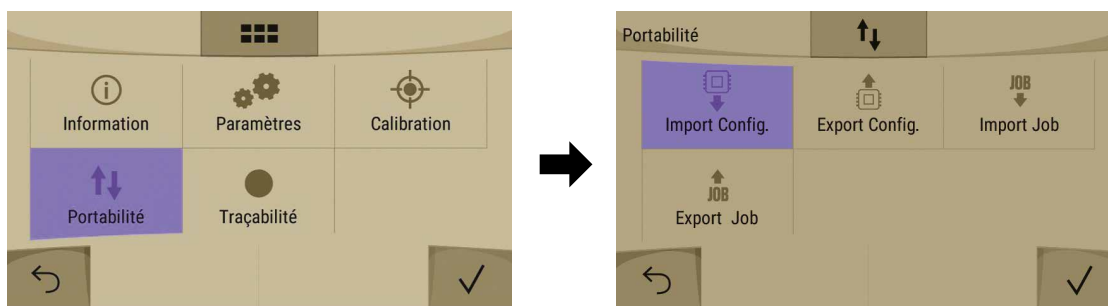 Information Paramètres Calibration
Portabilité Traçabilité
Portabilité
Import Config. Export Config. JOB Import Job
JOB
Export Job